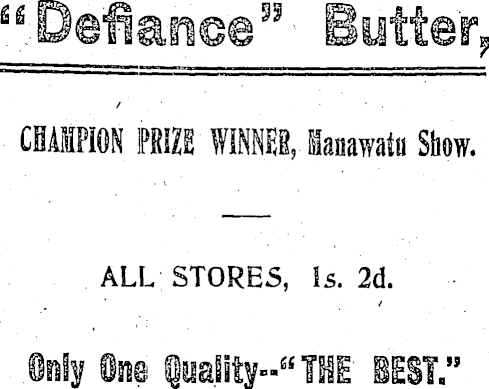 “Defiance” Butter,
CHAMPION PRIZE WINNER, Manawatu Show.
ALL STORES, 1s. 2d.
Only One Quality--“THE BEST.”